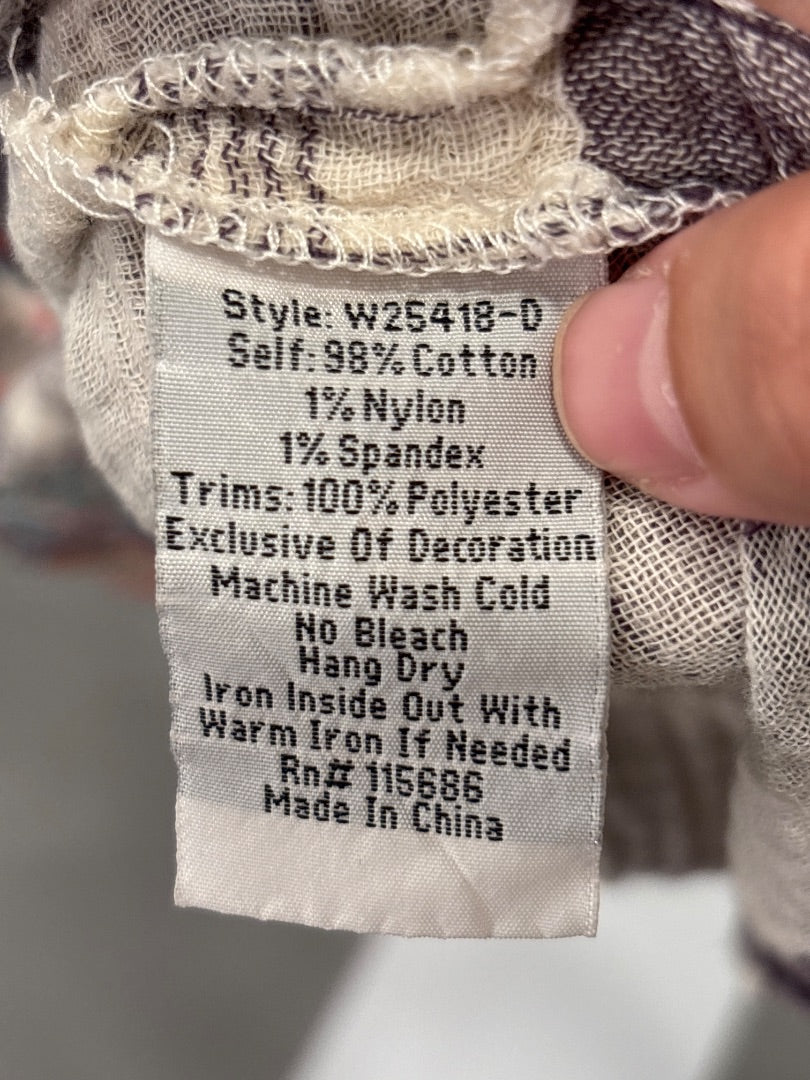 Style: W25418-D
Self: 98% Cotton
1% Nylon
1% Spandex
Trims: 100% Polyester
Exclusive Of Decoration
Machine Wash Cold
No Bleach
Hang Dry
Iron Inside Out With
Warm Iron If Needed
Rn# 115686
Made In China